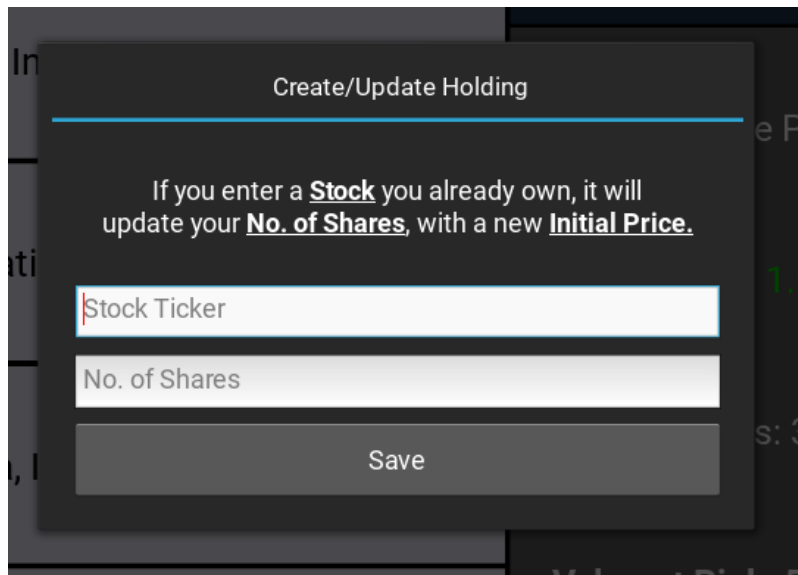 Create/Update Holding
If you enter a Stock you already own, it will
update your No. of Shares, with a new Initial Price.
Stock Ticker
No. of Shares
Save